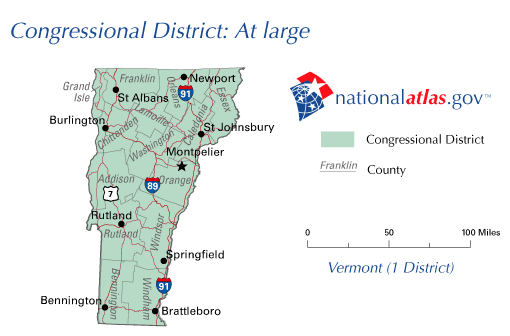 Congressional District: At large
Franklin
Newport
Orleans
Essex
Grand
Isle
91
St Albans
Lamoille
Caledonia
Burlington
Chittenden
St Johnsbury
Washington
Montpelier
Addison
89
Orange
7
Rutland
Rutland
Windsor
Springfield
Bennington
91
Windham
Bennington
Brattleboro
nationalatlas.gov™
Congressional District
Franklin
County
0 50 100 Miles
Vermont (1 District)